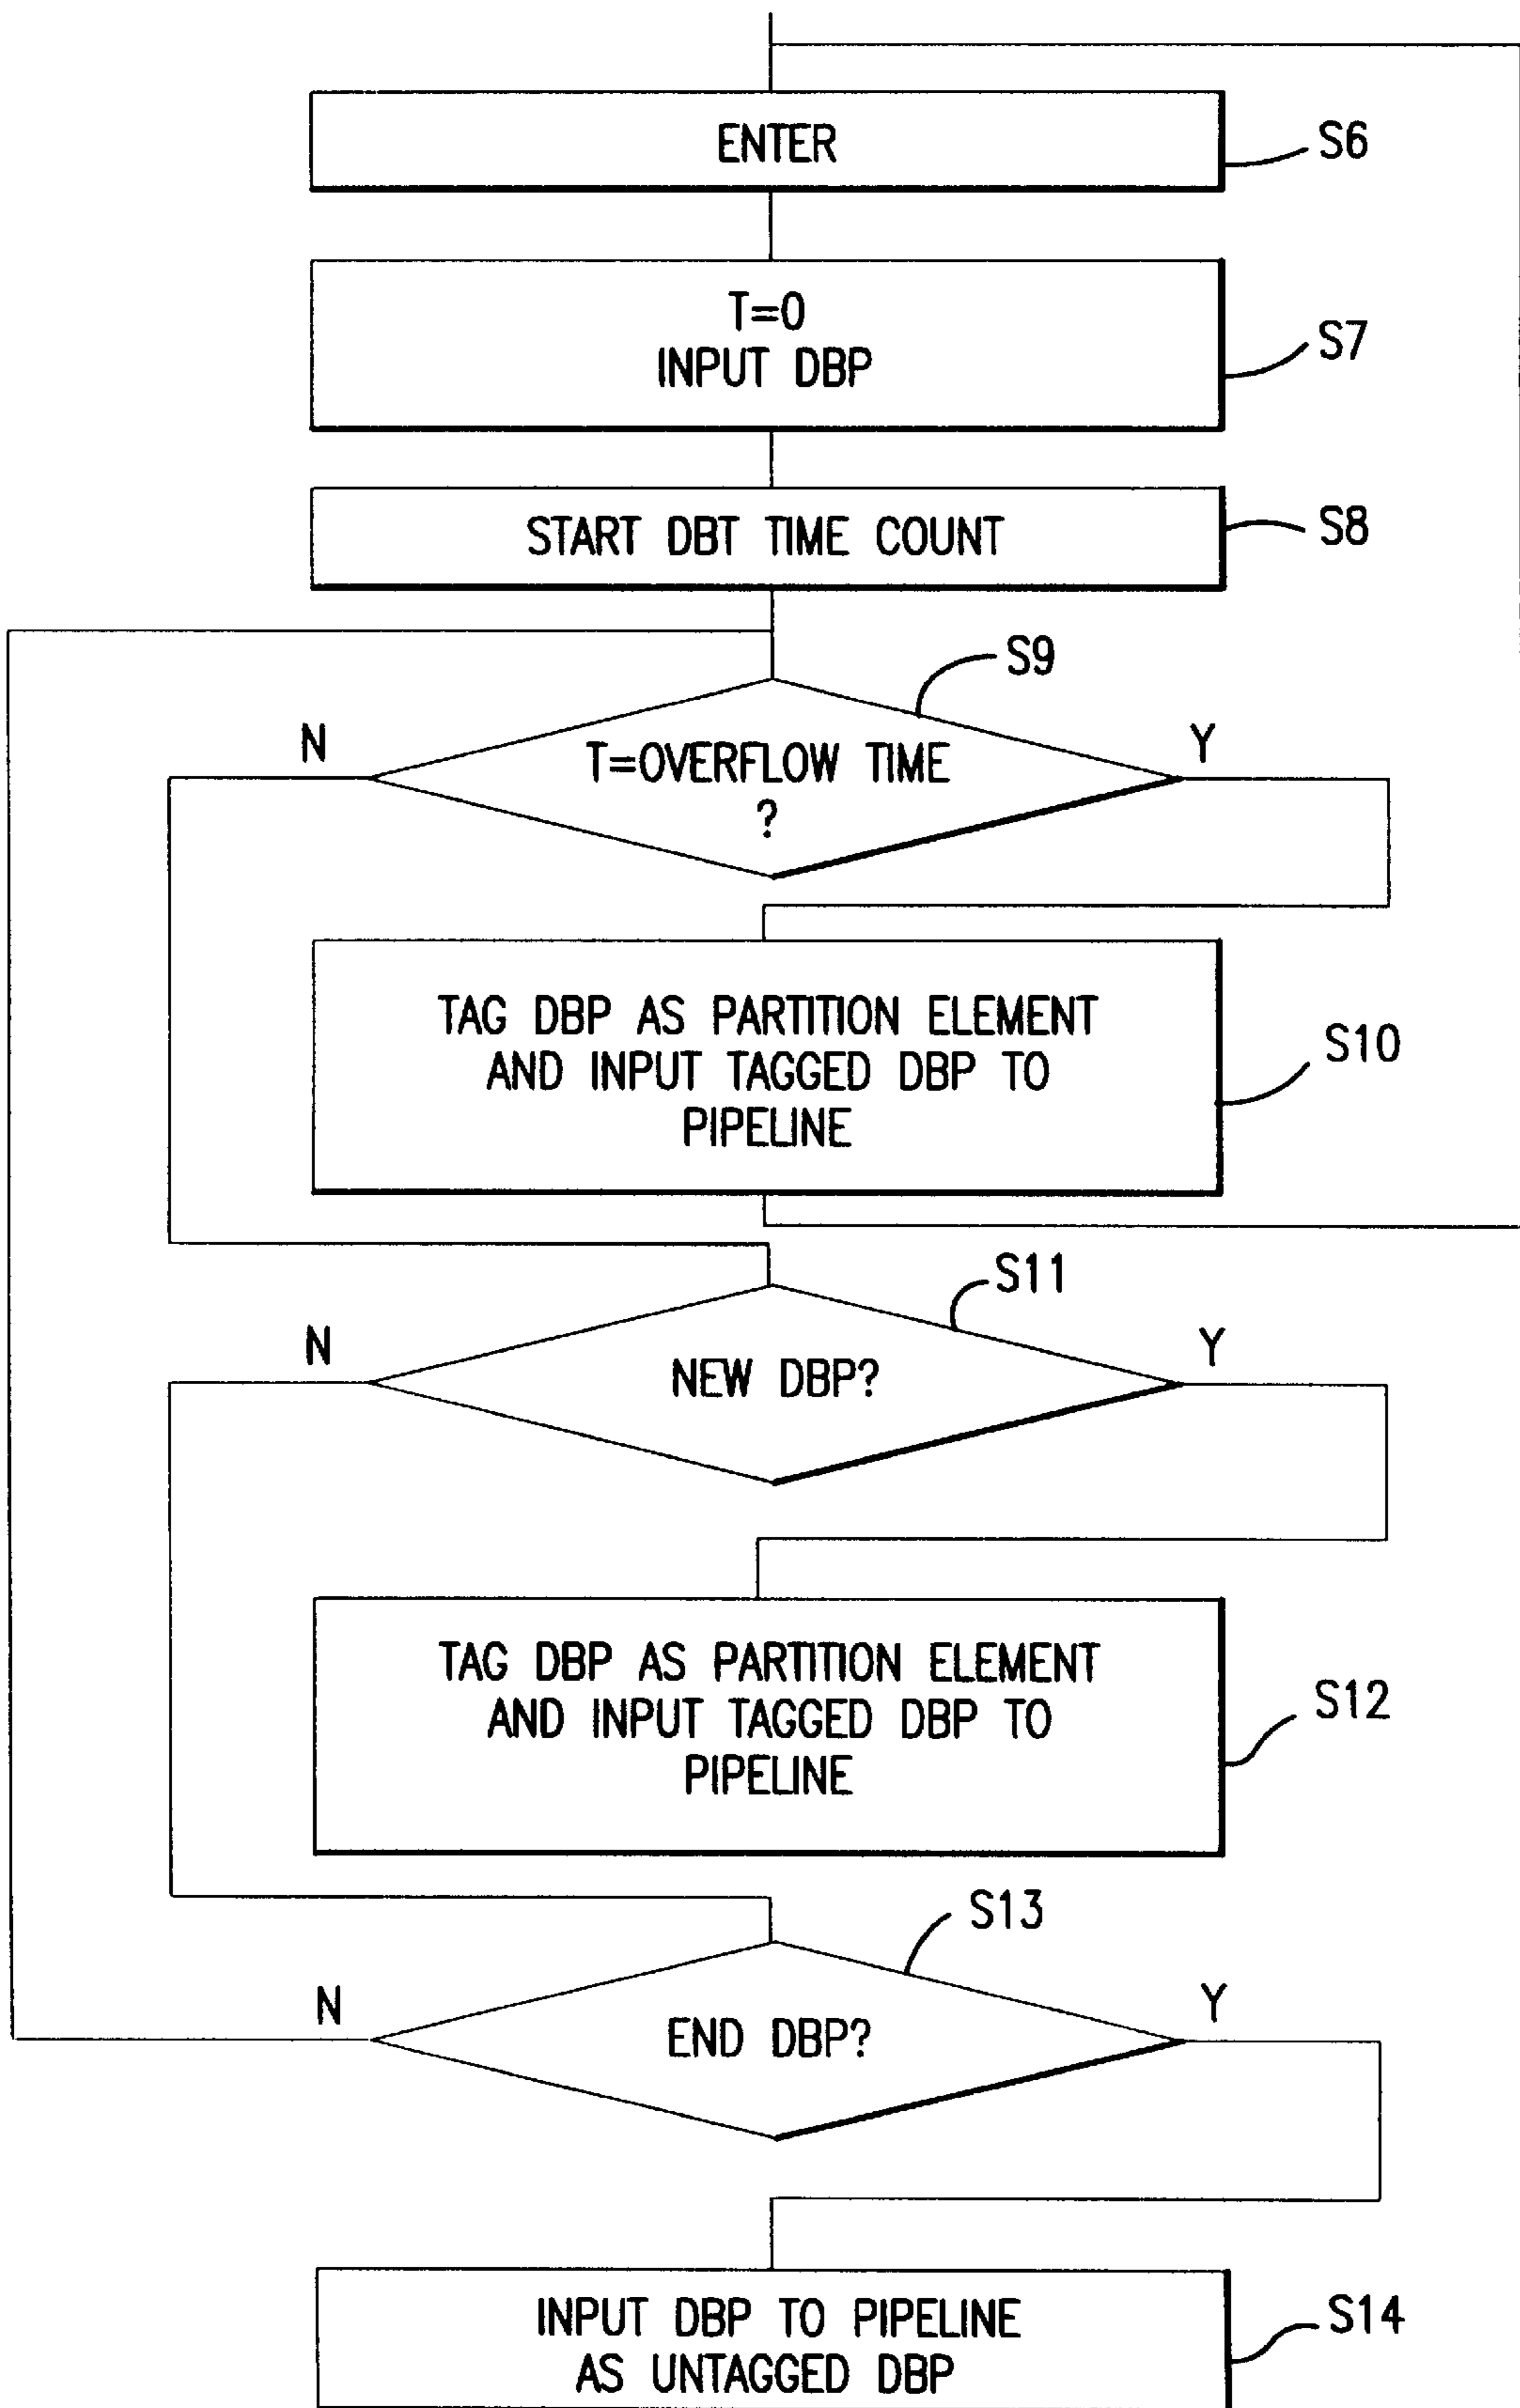 ENTER
S6
T=0
INPUT DBP
S7
START DBT TIME COUNT
S8
S9
N
Y
T=OVERFLOW TIME
?
TAG DBP AS PARTITION ELEMENT
AND INPUT TAGGED DBP TO
PIPELINE
S10
S11
N
Y
NEW DBP?
TAG DBP AS PARTITION ELEMENT
AND INPUT TAGGED DBP TO
PIPELINE
S12
S13
N
Y
END DBP?
INPUT DBP TO PIPELINE
AS UNTAGGED DBP
S14